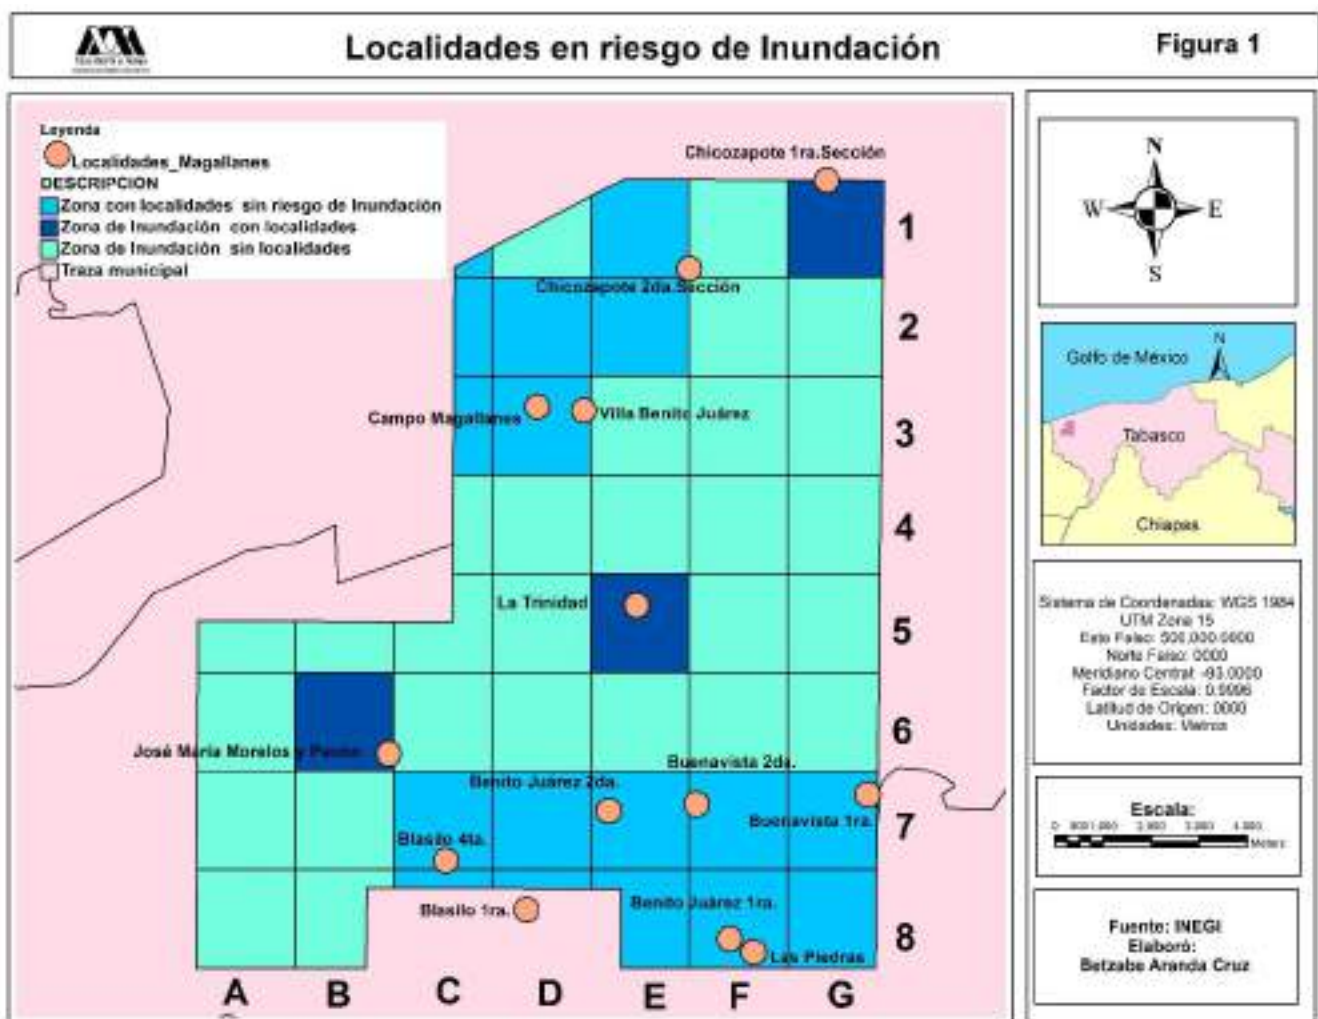 Localidades en riesgo de Inundación
Figura 1
Leyenda
Localidades_Magallanes
DESCRIPCION
Zona con localidades sin riesgo de Inundación
Zona de Inundación con localidades
Zona de Inundación sin localidades
Traza municipal
Chicozapote 1ra.Sección
1
Chicozapote 2da.Sección
2
Campo Magallanes
Villa Benito Juárez
3
4
La Trinidad
5
José María Morelos y
6
Buenavista 2da.
Benito Juárez 2da.
Buenavista 1ra.
7
Blasilo 4ta.
Benito Juárez 1ra.
Blasilo 1ra.
8
Las Piedras
A B C D E F G
N
W E
S
N
Golfo de México
Tabasco
Chiapas
Sistema de Coordenadas: WGS 1984
UTM Zona 15
Este Falso: 500,000.0000
Norte Falso: 0000
Meridiano Central: -93.0000
Factor de Escala: 0.9996
Latitud de Origen: 0000
Unidades: Metros
Escala:
Meters
Fuente: INEGI
Elaboró:
Betzabe Aranda Cruz